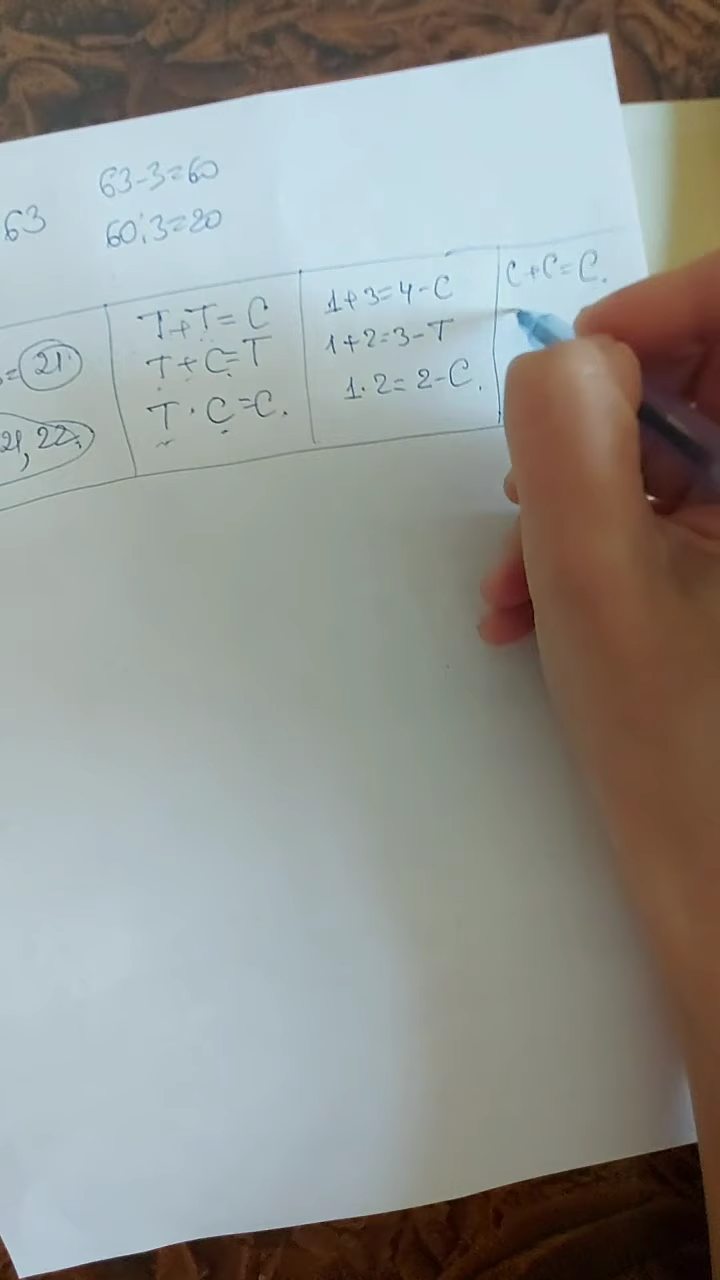 63-3=60
63
60:3=20
=21
21, 22.
T+T=C
T+C=T
T·C=C.
1+3=4-C
1+2=3-T
1·2=2-C.
C+C=C.